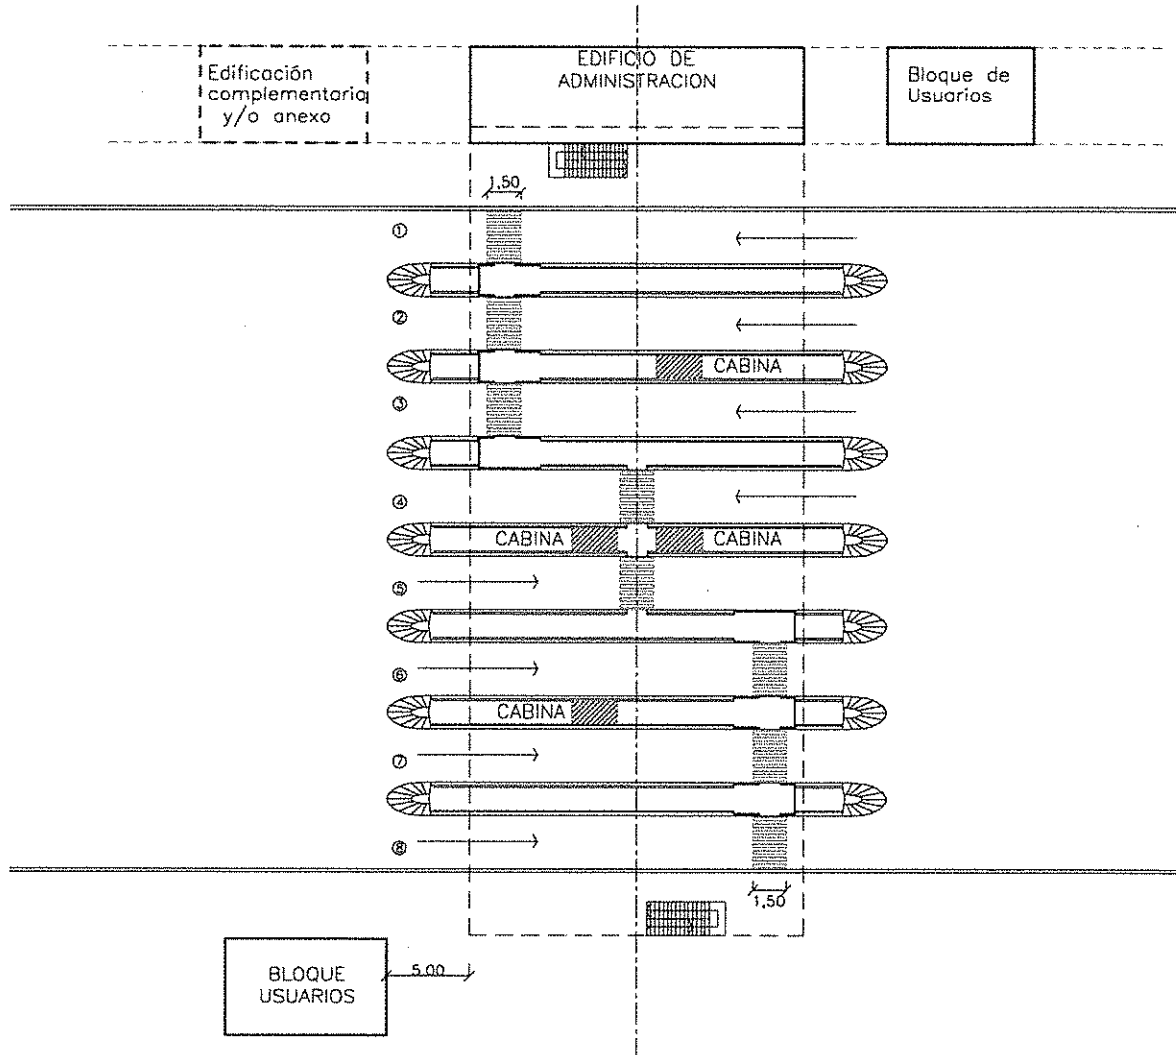 EDIFICIO DE
ADMINISTRACION
Edificación
complementaria
y/o anexo
Bloque de
Usuarios
1,50
①
②
CABINA
③
④
CABINA
CABINA
⑤
⑥
CABINA
⑦
⑧
1,50
5.00
BLOQUE
USUARIOS